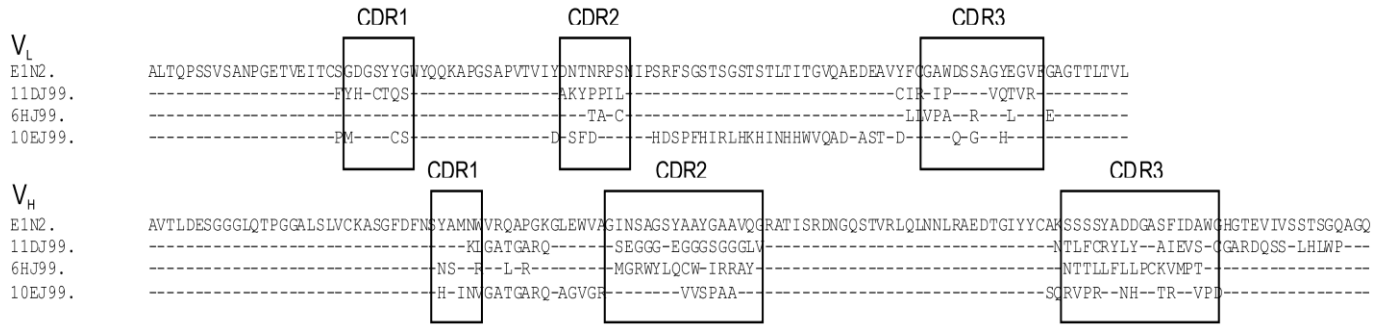 CDR1 CDR2 CDR3
VL
E1N2. ALTQPSSVSANPGETVEITCSGDGSYYGWYQQKAPGSAPVTVIYDNTNRPSNIPSRFSGSTSGSTSTLTITGVQAEDEAVYFCGAWDSSAGYEGVFGAGTTLTVL
11DJ99. --------------------FYH-CTQS----------------AKYPPIL-----------------------------CIR-IP----VQTVR----------
6HJ99. -----------------------------------------------TA-C------------------------------LLVPA--R---L---E--------
10EJ99. --------------------PM----CS---------------D-SFD------HDSPFHIRLHKHINHHWVQAD-AST-D-----Q-G--H-------------
CDR1 CDR2 CDR3
VH
E1N2. AVTLDESGGGLQTPGGALSLVCKASGFDFNSYAMNWVRQAPGKGLEWVAGINSAGSYAAYGAAVQGRATISRDNGQSTVRLQLNNLRAEDTGIYYCAKSSSSYADDGASFIDAWGHGTEVIVSSTSGQAGQ
11DJ99. ----------------------------------KLGATGARQ-------SEGGG-EGGGSGGGLV-------------------------------NTLFCRYLY--AIEVS-CGARDQSS--LHLWP---
6HJ99. -------------------------------NS--R--L-R---------MGRWYLQCW-IRRAY---------------------------------NTTLLFLLPCKVMPT------------------
10EJ99. -------------------------------H-INVGATGARQ-AGVGR--------VVSPAA---------------------------------SQRVPR--NH--TR--VPD----------------